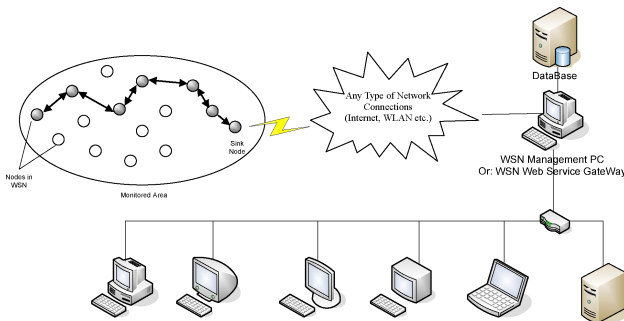 DataBase
Any Type of Network
Connections
(Internet, WLAN etc.)
Sink
Node
WSN Management PC
Or: WSN Web Service GateWay
Nodes in
WSN
Monitored Area